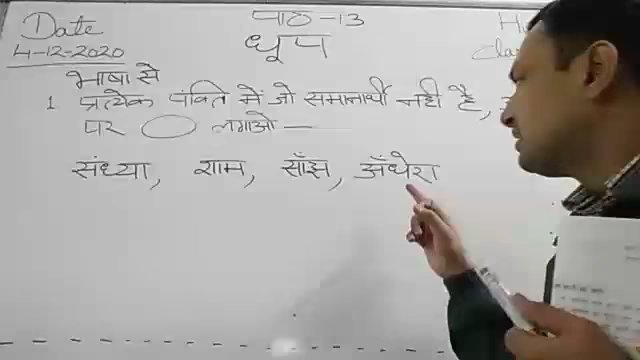 Date पाठ-13
4-12-2020 धूप
भाषा से
1 प्रत्येक पंक्ति में जो समानार्थी नहीं है,
पर लगाओ —
संध्या, शाम, साँझ, अँधेरा